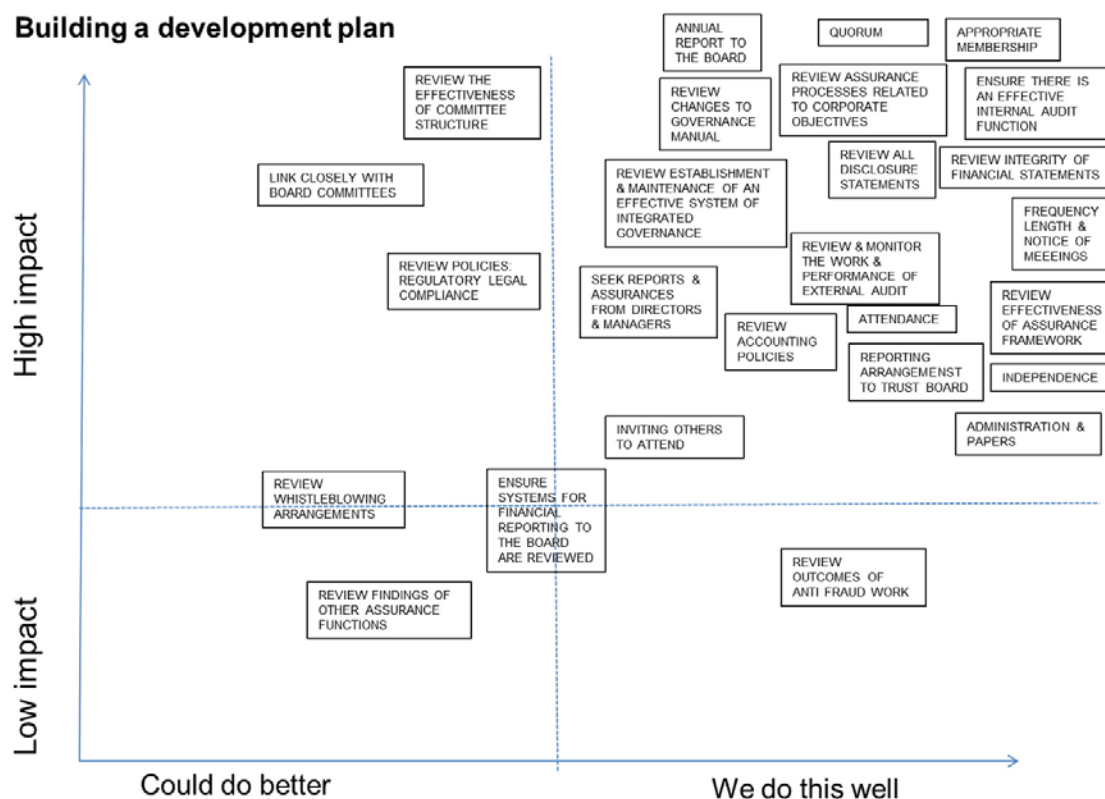 Building a development plan
ANNUAL
REPORT TO
THE BOARD
QUORUM
APPROPRIATE
MEMBERSHIP
REVIEW THE
EFFECTIVENESS
OF COMMITTEE
STRUCTURE
REVIEW
CHANGES TO
GOVERNANCE
MANUAL
REVIEW ASSURANCE
PROCESSES RELATED
TO CORPORATE
OBJECTIVES
ENSURE THERE IS
AN EFFECTIVE
INTERNAL AUDIT
FUNCTION
LINK CLOSELY WITH
BOARD COMMITTEES
REVIEW ESTABLISHMENT
& MAINTENANCE OF AN
EFFECTIVE SYSTEM OF
INTEGRATED
GOVERNANCE
REVIEW ALL
DISCLOSURE
STATEMENTS
REVIEW INTEGRITY OF
FINANCIAL STATEMENTS
FREQUENCY
LENGTH &
NOTICE OF
MEEEINGS
REVIEW POLICIES:
REGULATORY LEGAL
COMPLIANCE
SEEK REPORTS &
ASSURANCES
FROM DIRECTORS
& MANAGERS
REVIEW & MONITOR
THE WORK &
PERFORMANCE OF
EXTERNAL AUDIT
REVIEW
EFFECTIVENESS
OF ASSURANCE
FRAMEWORK
REVIEW
ACCOUNTING
POLICIES
ATTENDANCE
REPORTING
ARRANGEMENST
TO TRUST BOARD
INDEPENDENCE
INVITING OTHERS
TO ATTEND
ADMINISTRATION &
PAPERS
REVIEW
WHISTLEBLOWING
ARRANGEMENTS
ENSURE
SYSTEMS FOR
FINANCIAL
REPORTING TO
THE BOARD
ARE REVIEWED
REVIEW
OUTCOMES OF
ANTI FRAUD WORK
REVIEW FINDINGS OF
OTHER ASSURANCE
FUNCTIONS
High impact
Low impact
Could do better
We do this well